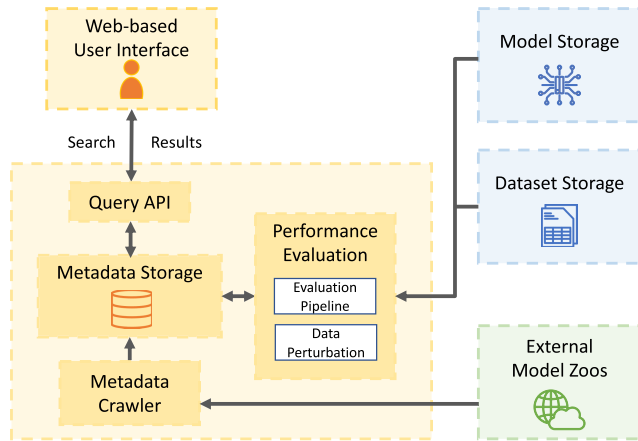 Web-based
User Interface
Search
Results
Query API
Metadata Storage
Metadata
Crawler
Performance
Evaluation
Evaluation
Pipeline
Data
Perturbation
Model Storage
Dataset Storage
External
Model Zoos